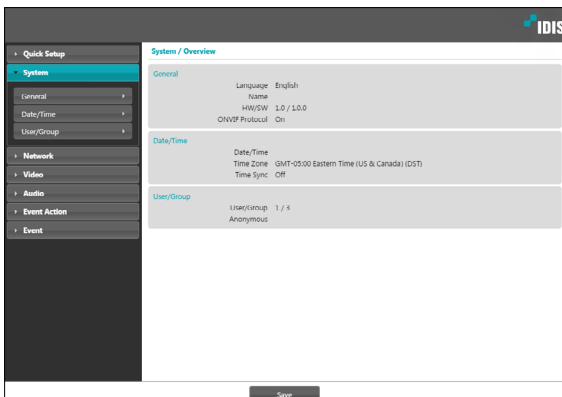 IDIS
Quick Setup
System
General
Date/Time
User/Group
Network
Video
Audio
Event Action
Event
System / Overview
General
Language English
Name
HW/SW 1.0 / 1.0.0
ONVIF Protocol On
Date/Time
Date/Time
Time Zone GMT-05:00 Eastern Time (US & Canada) (DST)
Time Sync Off
User/Group
User/Group 1 / 3
Anonymous
Save